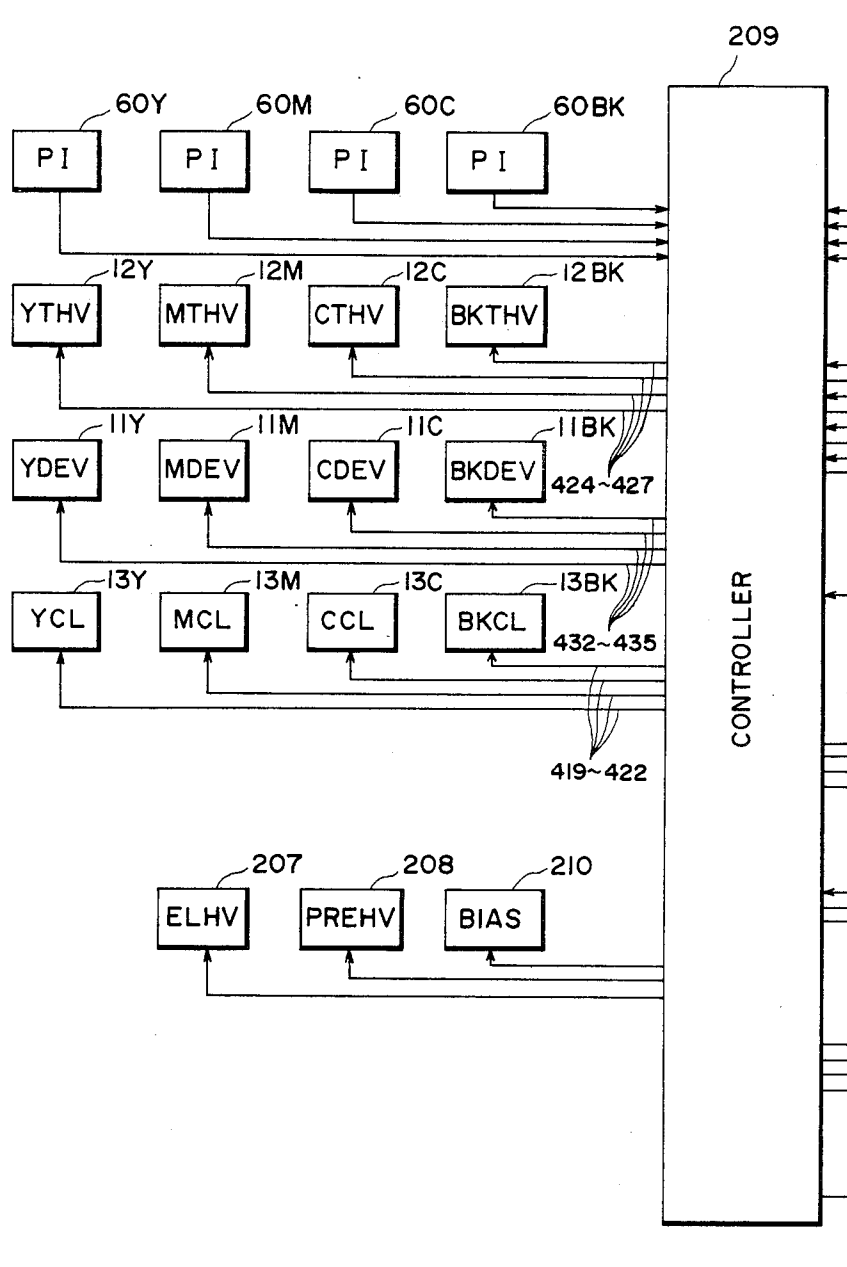 209
60Y 60M 60C 60BK
PI PI PI PI
12Y 12M 12C 12BK
YTHV MTHV CTHV BKTHV
11Y 11M 11C 11BK
YDEV MDEV CDEV BKDEV
424~427
13Y 13M 13C 13BK
YCL MCL CCL BKCL
432~435
CONTROLLER
419~422
207 208 210
ELHV PREHV BIAS